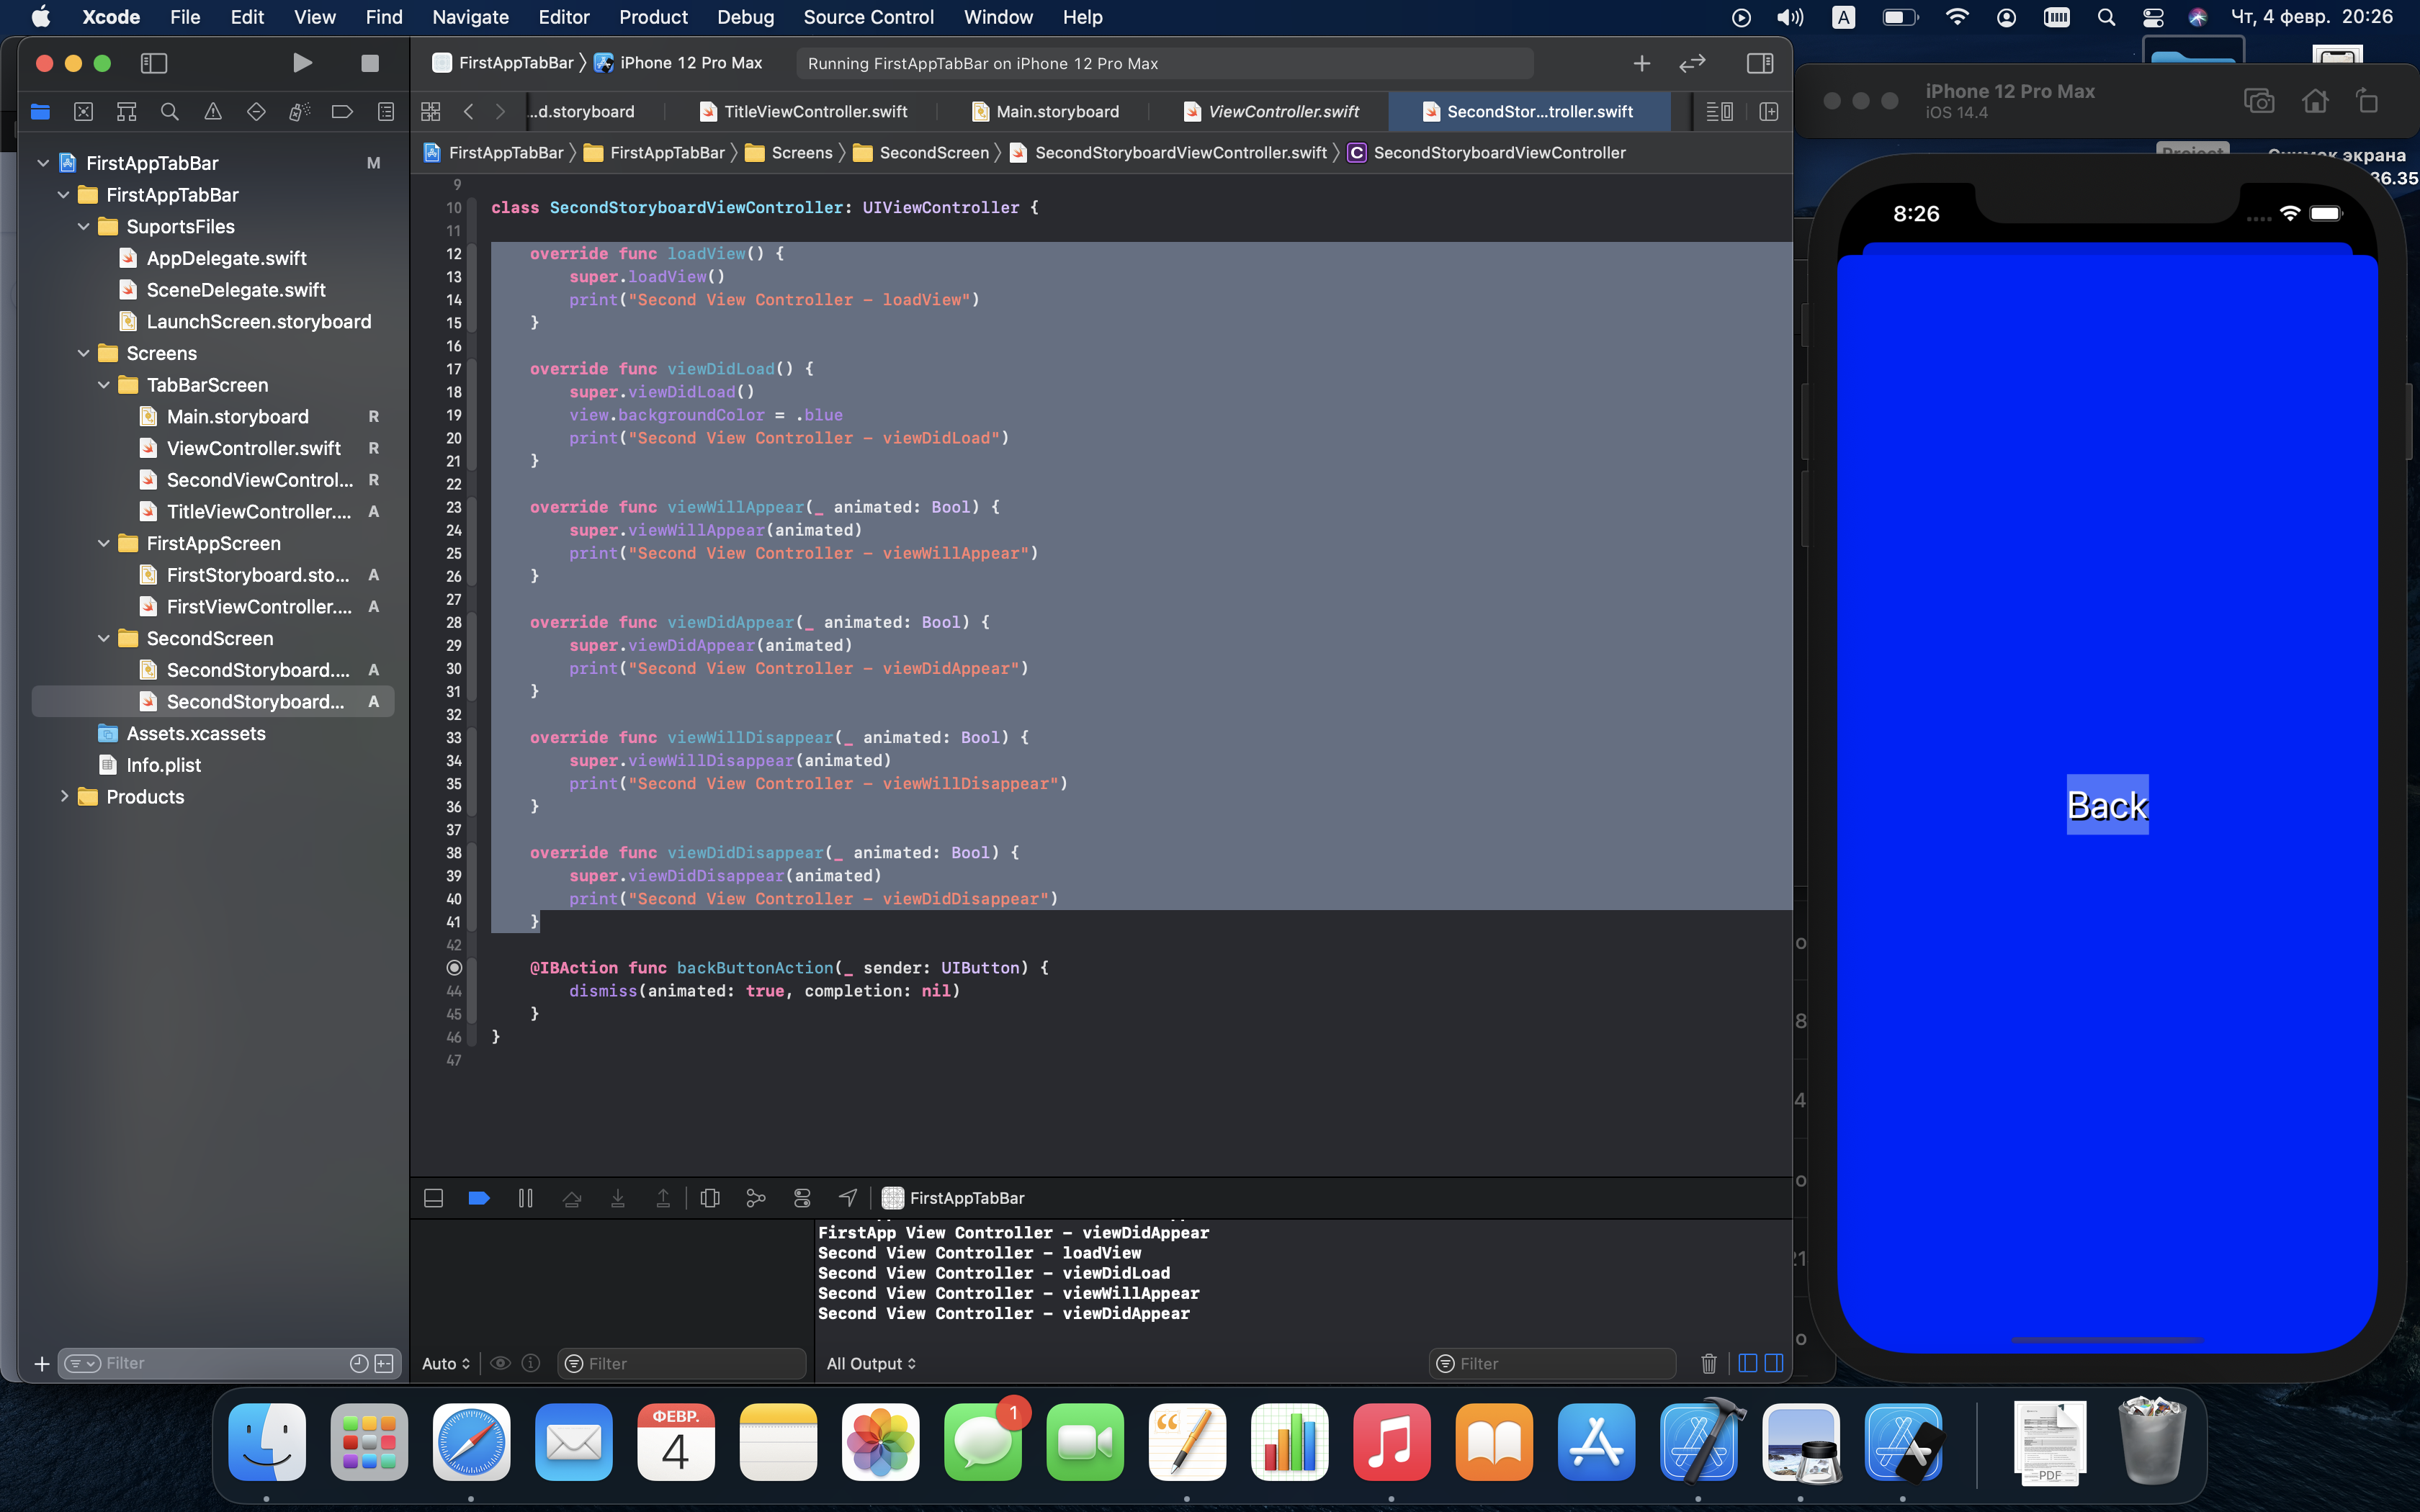 Xcode File Edit View Find Navigate Editor Product Debug Source Control Window Help
A
Чт, 4 февр. 20:26
FirstAppTabBar
iPhone 12 Pro Max
Running FirstAppTabBar on iPhone 12 Pro Max
...d.storyboard
TitleViewController.swift
Main.storyboard
ViewController.swift
SecondStor...troller.swift
FirstAppTabBar
FirstAppTabBar
Screens
SecondScreen
SecondStoryboardViewController.swift
C SecondStoryboardViewController
FirstAppTabBar M
FirstAppTabBar
SuportsFiles
AppDelegate.swift
SceneDelegate.swift
LaunchScreen.storyboard
Screens
TabBarScreen
Main.storyboard R
ViewController.swift R
SecondViewControl... R
TitleViewController.... A
FirstAppScreen
FirstStoryboard.sto... A
FirstViewController.... A
SecondScreen
SecondStoryboard.... A
SecondStoryboard... A
Assets.xcassets
Info.plist
Products
Filter
9
10 class SecondStoryboardViewController: UIViewController {
11
12 override func loadView() {
13 super.loadView()
14 print("Second View Controller – loadView")
15 }
16
17 override func viewDidLoad() {
18 super.viewDidLoad()
19 view.backgroundColor = .blue
20 print("Second View Controller – viewDidLoad")
21 }
22
23 override func viewWillAppear(_ animated: Bool) {
24 super.viewWillAppear(animated)
25 print("Second View Controller – viewWillAppear")
26 }
27
28 override func viewDidAppear(_ animated: Bool) {
29 super.viewDidAppear(animated)
30 print("Second View Controller – viewDidAppear")
31 }
32
33 override func viewWillDisappear(_ animated: Bool) {
34 super.viewWillDisappear(animated)
35 print("Second View Controller – viewWillDisappear")
36 }
37
38 override func viewDidDisappear(_ animated: Bool) {
39 super.viewDidDisappear(animated)
40 print("Second View Controller – viewDidDisappear")
41 }
42
@IBAction func backButtonAction(_ sender: UIButton) {
44 dismiss(animated: true, completion: nil)
45 }
46 }
47
FirstAppTabBar
FirstApp View Controller – viewDidAppear
Second View Controller – loadView
Second View Controller – viewDidLoad
Second View Controller – viewWillAppear
Second View Controller – viewDidAppear
Auto
Filter
All Output
Filter
iPhone 12 Pro Max
iOS 14.4
экрана
36.35
8:26
Back
ФЕВР.
4
1
PDF